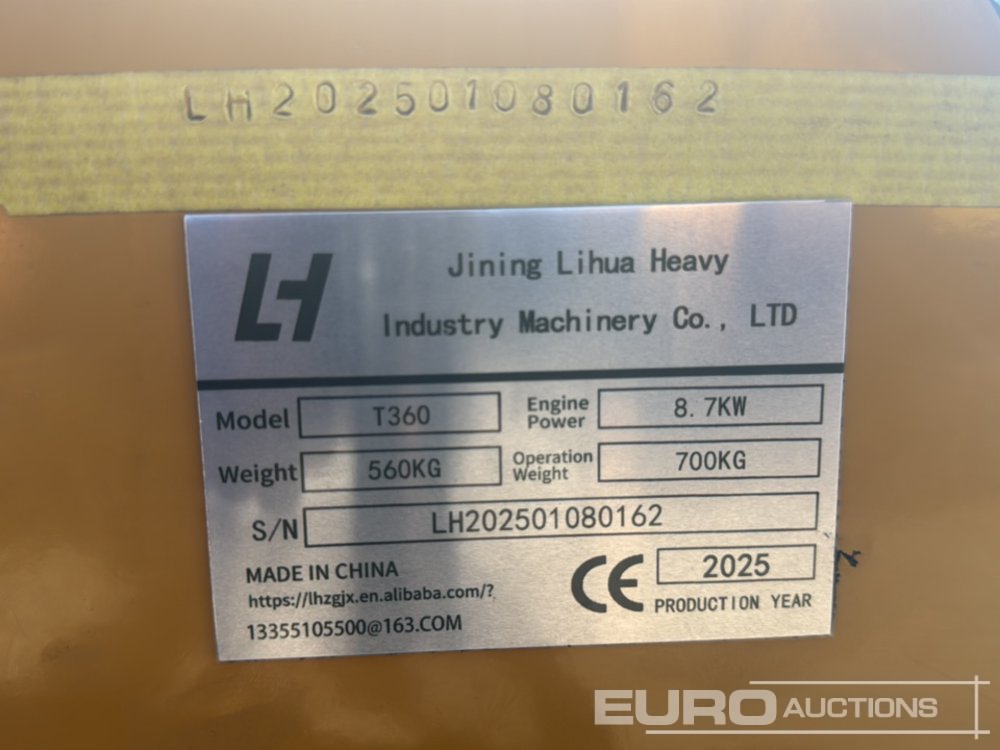 LH202501080162
LH
Jining Lihua Heavy
Industry Machinery Co., LTD
Model T360 Engine Power 8.7KW
Weight 560KG Operation Weight 700KG
S/N LH202501080162
MADE IN CHINA
https://lhzgjx.en.alibaba.com/?
13355105500@163.COM
CE 2025
PRODUCTION YEAR
EURO AUCTIONS